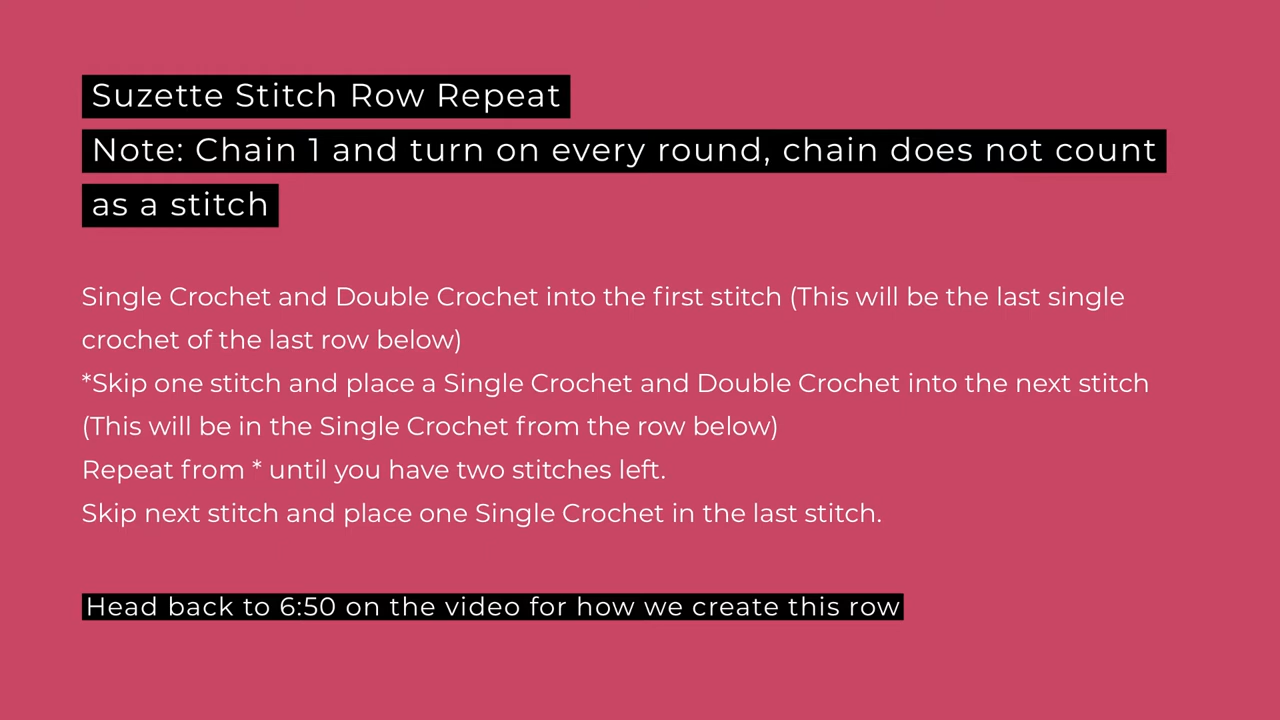 Suzette Stitch Row Repeat
Note: Chain 1 and turn on every round, chain does not count
as a stitch
Single Crochet and Double Crochet into the first stitch (This will be the last single
crochet of the last row below)
*Skip one stitch and place a Single Crochet and Double Crochet into the next stitch
(This will be in the Single Crochet from the row below)
Repeat from * until you have two stitches left.
Skip next stitch and place one Single Crochet in the last stitch.
Head back to 6:50 on the video for how we create this row